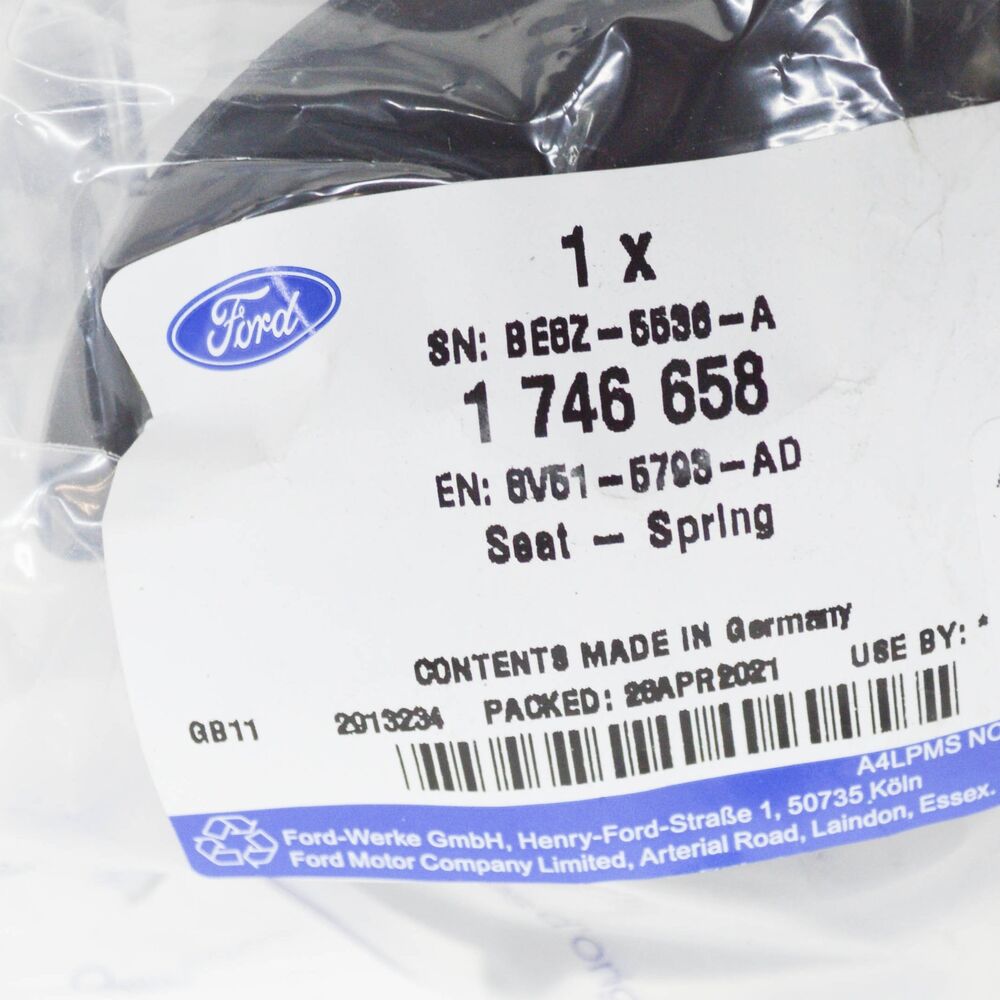 Ford
1 x
SN: BE8Z-5536-A
1 746 658
EN: 8V51-5793-AD
Seat - Spring
CONTENTS MADE IN Germany
GB11 2913234 PACKED: 28APR2021 USE BY: *
A4LPMS NO
Ford-Werke GmbH, Henry-Ford-Straße 1, 50735 Köln
Ford Motor Company Limited, Arterial Road, Laindon, Essex.